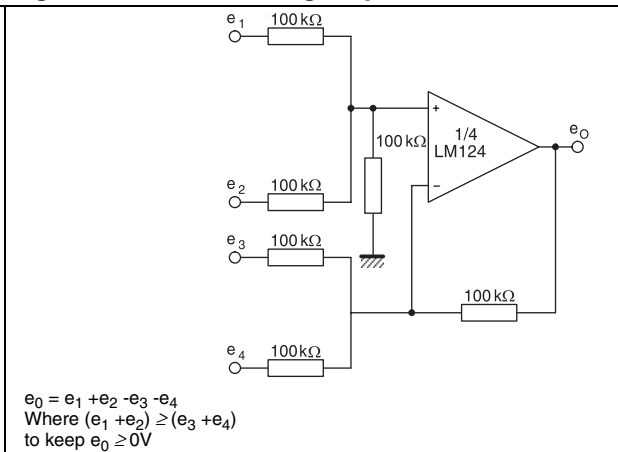 e1 100kΩ
1/4
LM124
eO
100kΩ
e2 100kΩ
e3 100kΩ
100kΩ
e4 100kΩ
e0 = e1 +e2 -e3 -e4
Where (e1 +e2) ≥(e3 +e4)
to keep e0 ≥0V